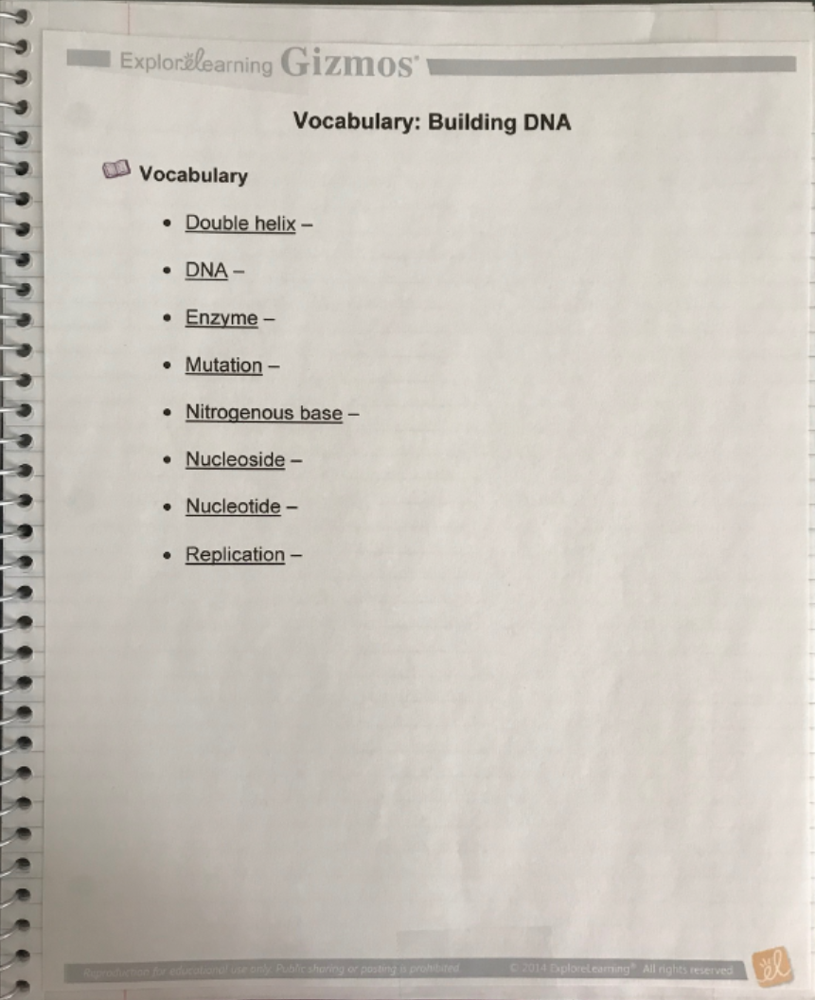 ExploreLearning Gizmos®
Vocabulary: Building DNA
Vocabulary
• Double helix –
• DNA –
• Enzyme –
• Mutation –
• Nitrogenous base –
• Nucleoside –
• Nucleotide –
• Replication –
Reproduction for educational use only. Public sharing or posting is prohibited. © 2014 ExploreLearning® All rights reserved
el